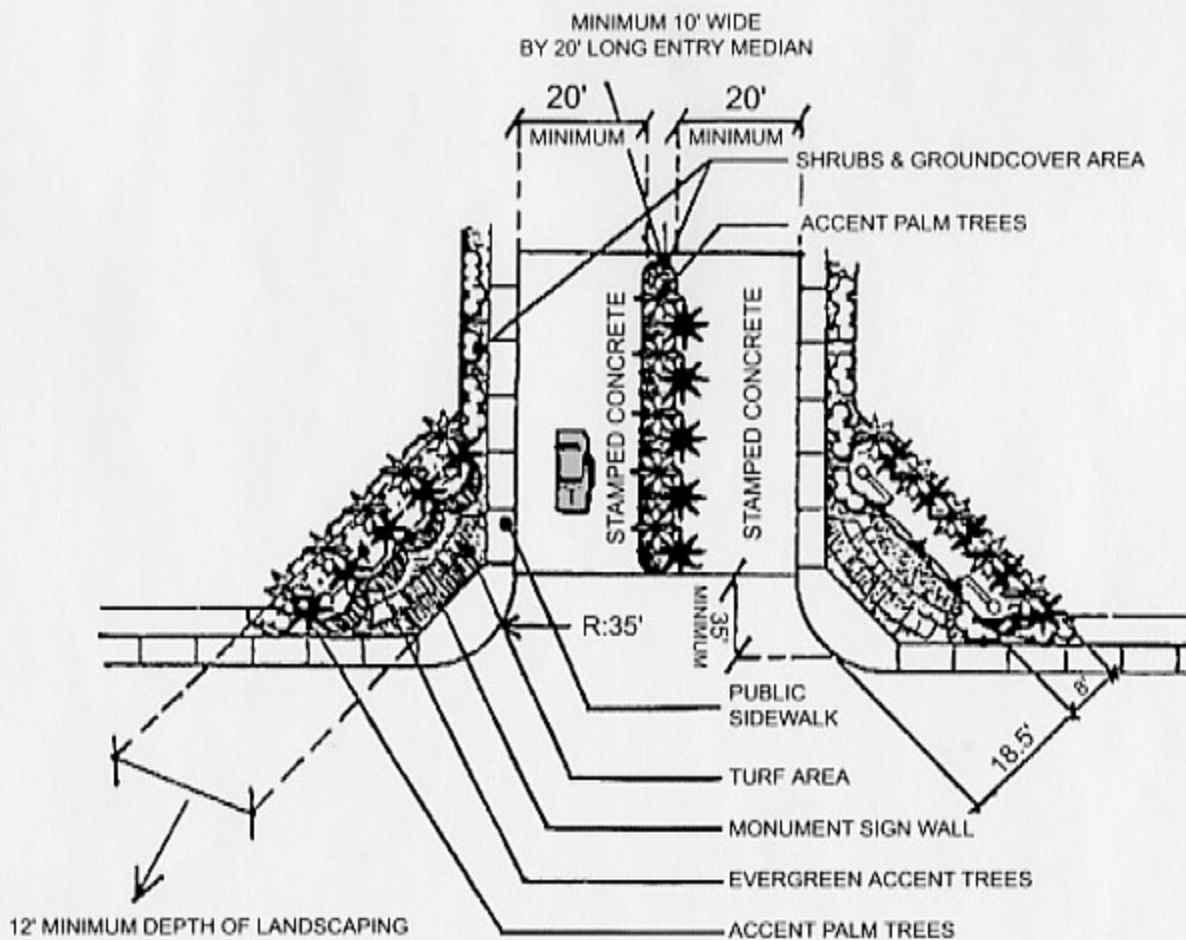 MINIMUM 10' WIDE
BY 20' LONG ENTRY MEDIAN
20'
20'
MINIMUM
MINIMUM
SHRUBS & GROUNDCOVER AREA
ACCENT PALM TREES
STAMPED CONCRETE
STAMPED CONCRETE
R:35'
35'
MINIMUM
PUBLIC
SIDEWALK
8'
18.5'
TURF AREA
MONUMENT SIGN WALL
EVERGREEN ACCENT TREES
12' MINIMUM DEPTH OF LANDSCAPING
ACCENT PALM TREES